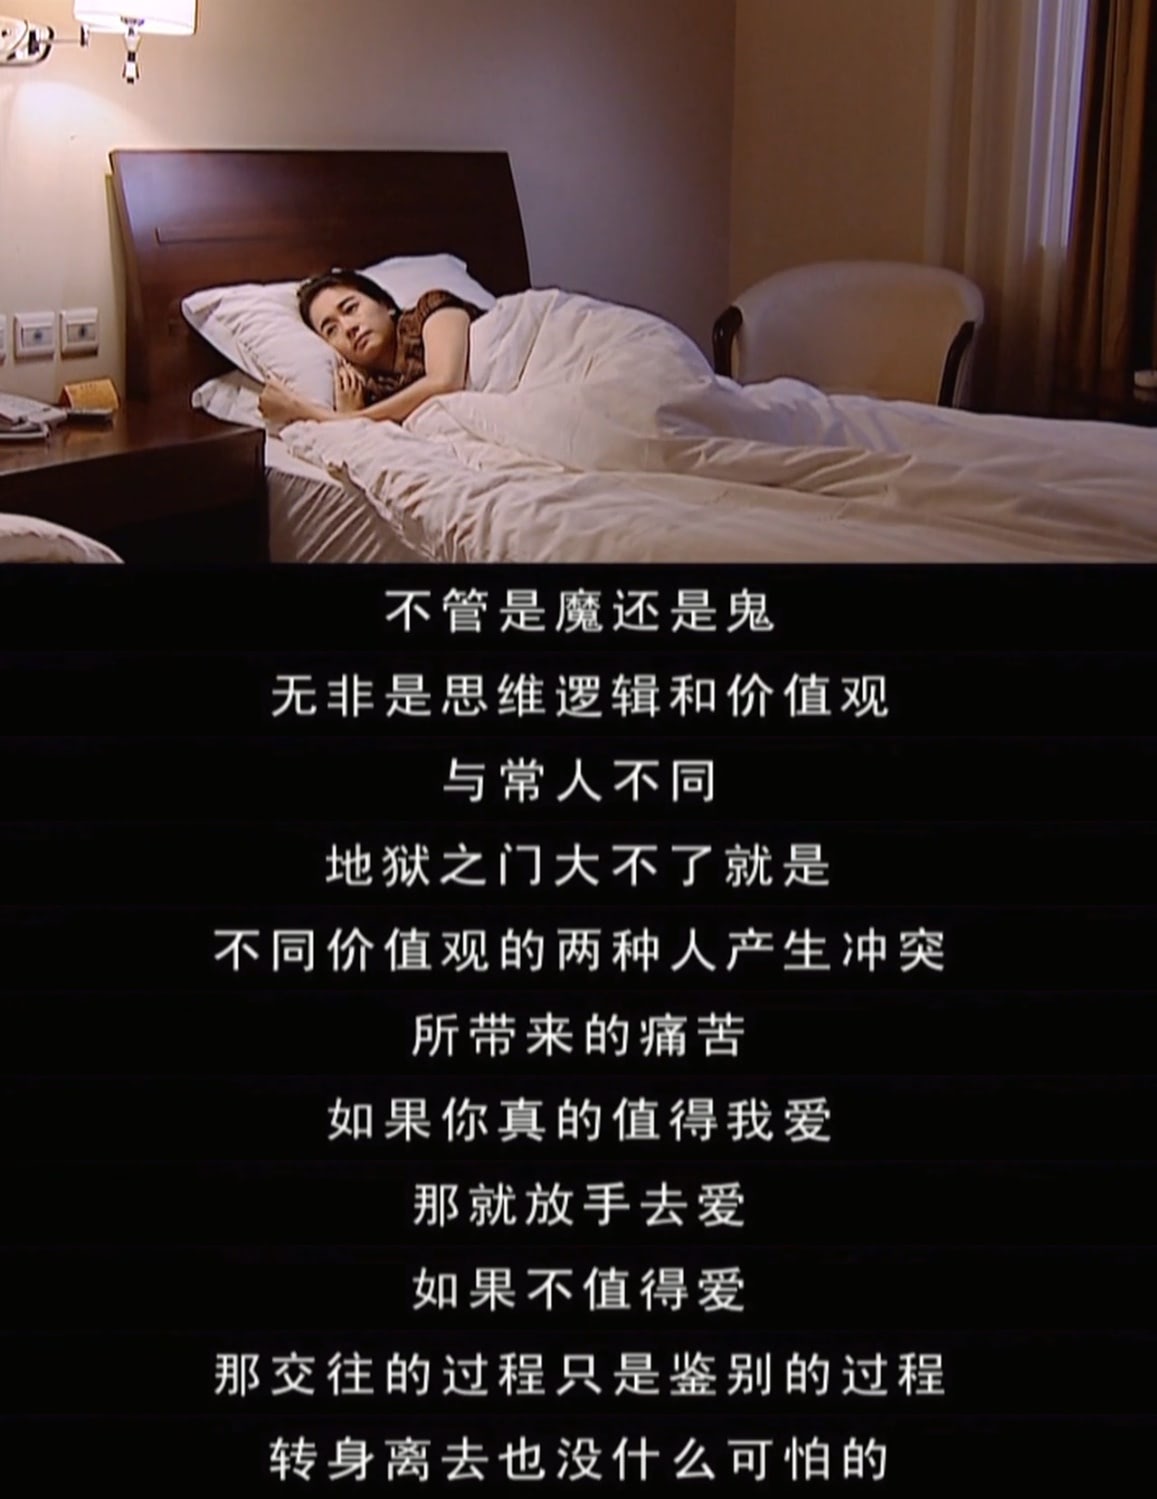 不管是魔还是鬼
无非是思维逻辑和价值观
与常人不同
地狱之门大不了就是
不同价值观的两种人产生冲突
所带来的痛苦
如果你真的值得我爱
那就放手去爱
如果不值得爱
那交往的过程只是鉴别的过程
转身离去也没什么可怕的